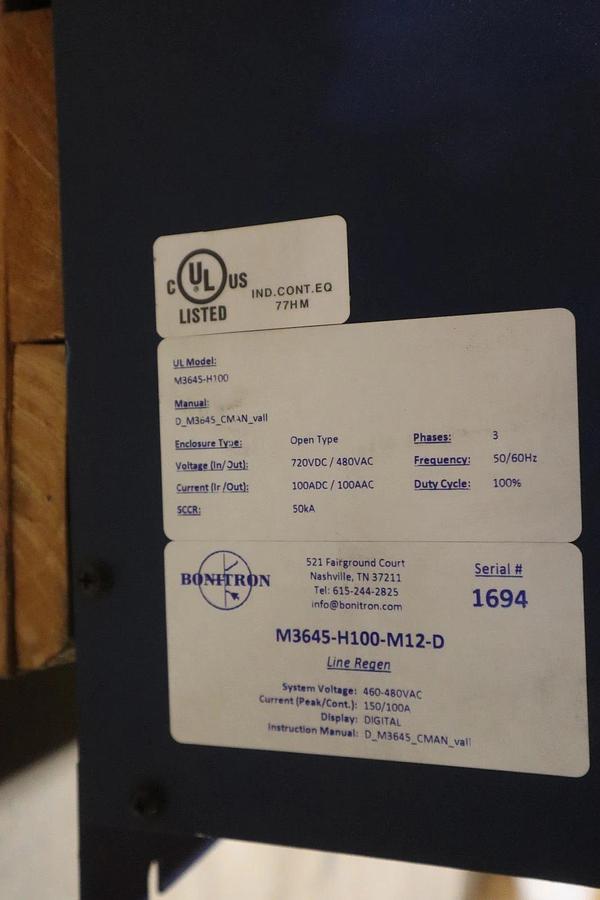 C UL US
LISTED
IND.CONT.EQ
77HM
UL Model:
M3645-H100
Manual:
D_M3645_CMAN_vall
Enclosure Type: Open Type Phases: 3
Voltage (In/Out): 720VDC / 480VAC Frequency: 50/60Hz
Current (In/Out): 100ADC / 100AAC Duty Cycle: 100%
SCCR: 50kA
BONITRON
521 Fairground Court
Nashville, TN 37211
Tel: 615-244-2825
info@bonitron.com
Serial #
1694
M3645-H100-M12-D
Line Regen
System Voltage: 460-480VAC
Current (Peak/Cont.): 150/100A
Display: DIGITAL
Instruction Manual: D_M3645_CMAN_vall